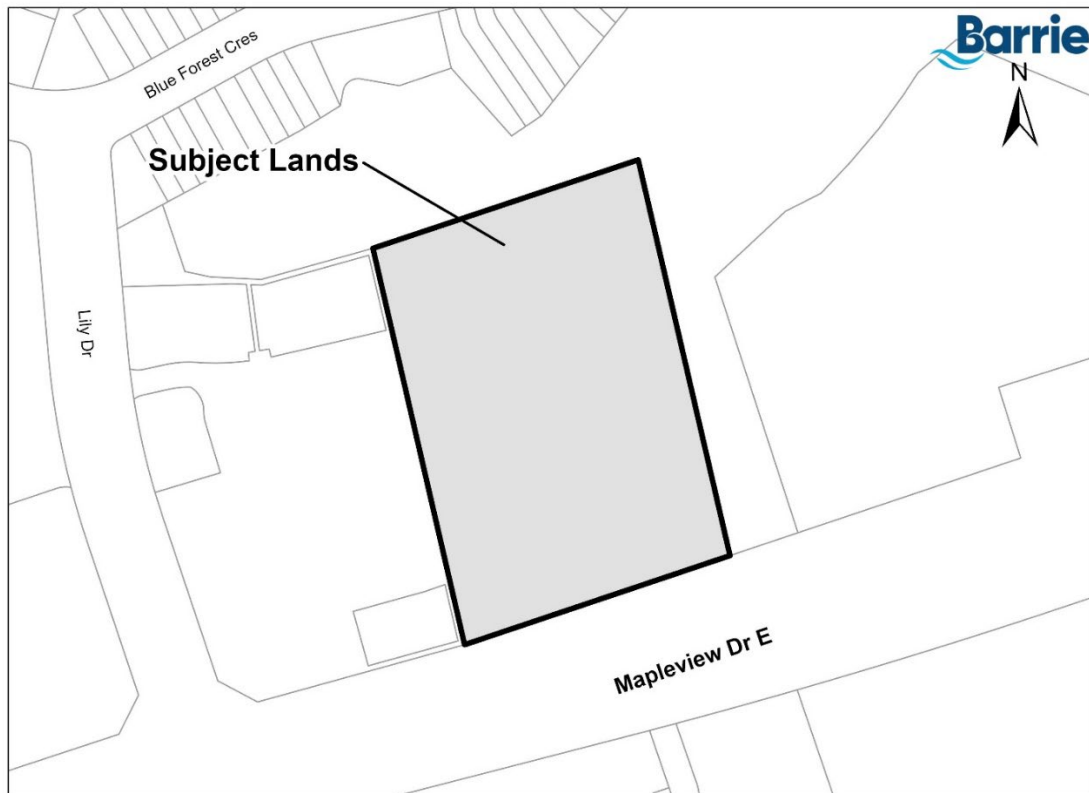 Barrie
N
Blue Forest Cres
Subject Lands
Lily Dr
Mapleview Dr E